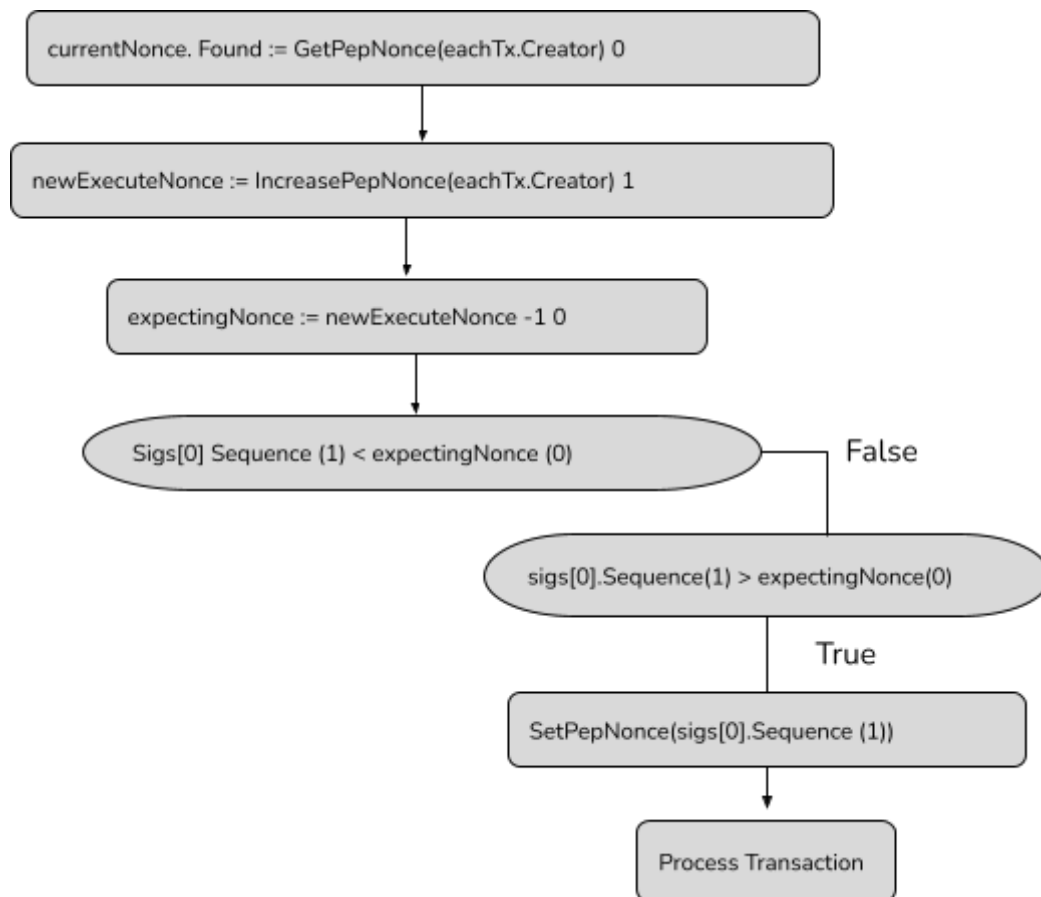 currentNonce. Found := GetPepNonce(eachTx.Creator) 0
newExecuteNonce := IncreasePepNonce(eachTx.Creator) 1
expectingNonce := newExecuteNonce -1 0
Sigs[0] Sequence (1) < expectingNonce (0)
False
sigs[0].Sequence(1) > expectingNonce(0)
True
SetPepNonce(sigs[0].Sequence (1))
Process Transaction